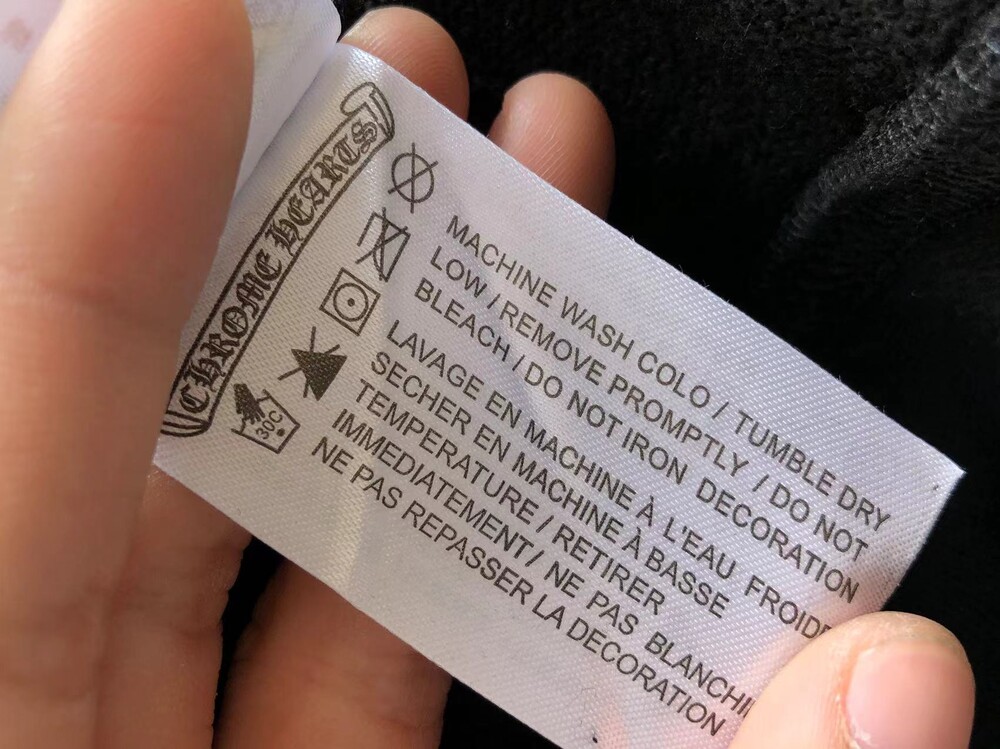 CHROME HEARTS
30C
MACHINE WASH COLO / TUMBLE DRY
LOW / REMOVE PROMPTLY / DO NOT
BLEACH / DO NOT IRON DECORATION
LAVAGE EN MACHINE À L'EAU FROIDE
SECHER EN MACHINE À BASSE
TEMPERATURE / RETIRER
IMMEDIATEMENT / NE PAS BLANCHI
NE PAS REPASSER LA DECORATION